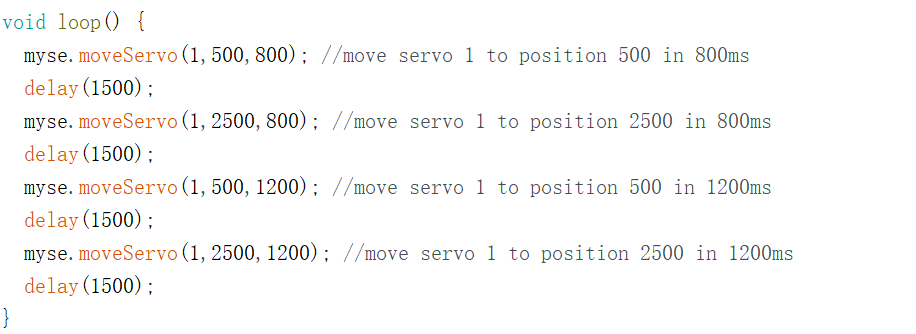 void loop() {
  myse.moveServo(1,500,800); //move servo 1 to position 500 in 800ms
  delay(1500);
  myse.moveServo(1,2500,800); //move servo 1 to position 2500 in 800ms
  delay(1500);
  myse.moveServo(1,500,1200); //move servo 1 to position 500 in 1200ms
  delay(1500);
  myse.moveServo(1,2500,1200); //move servo 1 to position 2500 in 1200ms
  delay(1500);
}